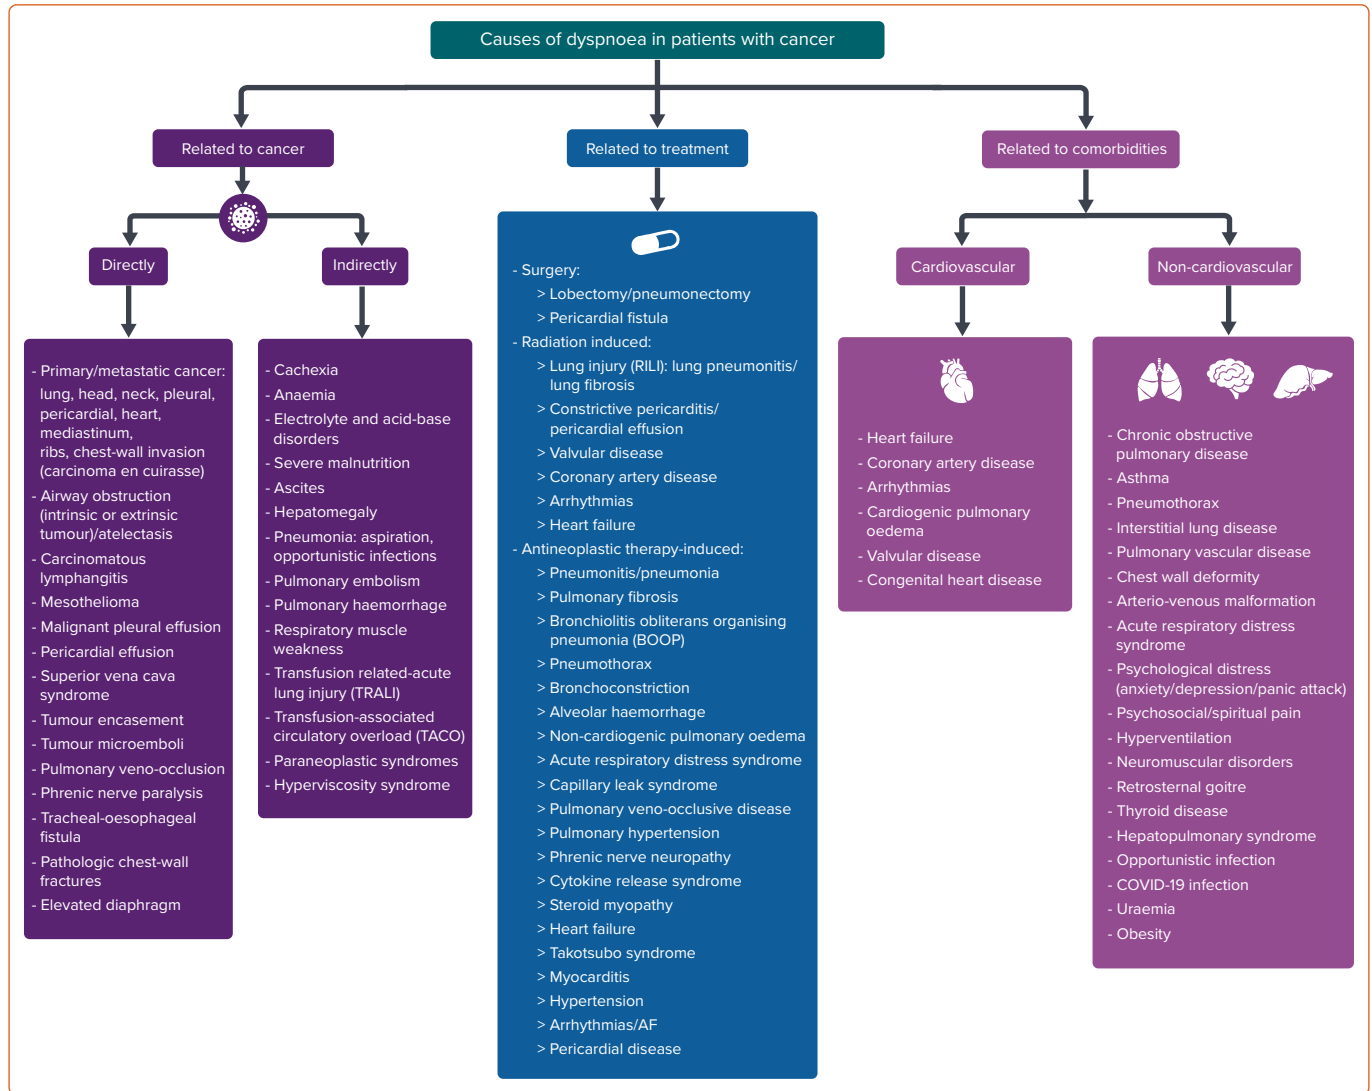 Causes of dyspnoea in patients with cancer
Related to cancer
Directly
- Primary/metastatic cancer:
lung, head, neck, pleural,
pericardial, heart,
mediastinum,
ribs, chest-wall invasion
(carcinoma en cuirasse)
- Airway obstruction
(intrinsic or extrinsic
tumour)/atelectasis
- Carcinomatous
lymphangitis
- Mesothelioma
- Malignant pleural effusion
- Pericardial effusion
- Superior vena cava
syndrome
- Tumour encasement
- Tumour microemboli
- Pulmonary veno-occlusion
- Phrenic nerve paralysis
- Tracheal-oesophageal
fistula
- Pathologic chest-wall
fractures
- Elevated diaphragm
Indirectly
- Cachexia
- Anaemia
- Electrolyte and acid-base
disorders
- Severe malnutrition
- Ascites
- Hepatomegaly
- Pneumonia: aspiration,
opportunistic infections
- Pulmonary embolism
- Pulmonary haemorrhage
- Respiratory muscle
weakness
- Transfusion related-acute
lung injury (TRALI)
- Transfusion-associated
circulatory overload (TACO)
- Paraneoplastic syndromes
- Hyperviscosity syndrome
Related to treatment
- Surgery:
> Lobectomy/pneumonectomy
> Pericardial fistula
- Radiation induced:
> Lung injury (RILI): lung pneumonitis/
lung fibrosis
> Constrictive pericarditis/
pericardial effusion
> Valvular disease
> Coronary artery disease
> Arrhythmias
> Heart failure
- Antineoplastic therapy-induced:
> Pneumonitis/pneumonia
> Pulmonary fibrosis
> Bronchiolitis obliterans organising
pneumonia (BOOP)
> Pneumothorax
> Bronchoconstriction
> Alveolar haemorrhage
> Non-cardiogenic pulmonary oedema
> Acute respiratory distress syndrome
> Capillary leak syndrome
> Pulmonary veno-occlusive disease
> Pulmonary hypertension
> Phrenic nerve neuropathy
> Cytokine release syndrome
> Steroid myopathy
> Heart failure
> Takotsubo syndrome
> Myocarditis
> Hypertension
> Arrhythmias/AF
> Pericardial disease
Related to comorbidities
Cardiovascular
- Heart failure
- Coronary artery disease
- Arrhythmias
- Cardiogenic pulmonary
oedema
- Valvular disease
- Congenital heart disease
Non-cardiovascular
- Chronic obstructive
pulmonary disease
- Asthma
- Pneumothorax
- Interstitial lung disease
- Pulmonary vascular disease
- Chest wall deformity
- Arterio-venous malformation
- Acute respiratory distress
syndrome
- Psychological distress
(anxiety/depression/panic attack)
- Psychosocial/spiritual pain
- Hyperventilation
- Neuromuscular disorders
- Retrosternal goitre
- Thyroid disease
- Hepatopulmonary syndrome
- Opportunistic infection
- COVID-19 infection
- Uraemia
- Obesity